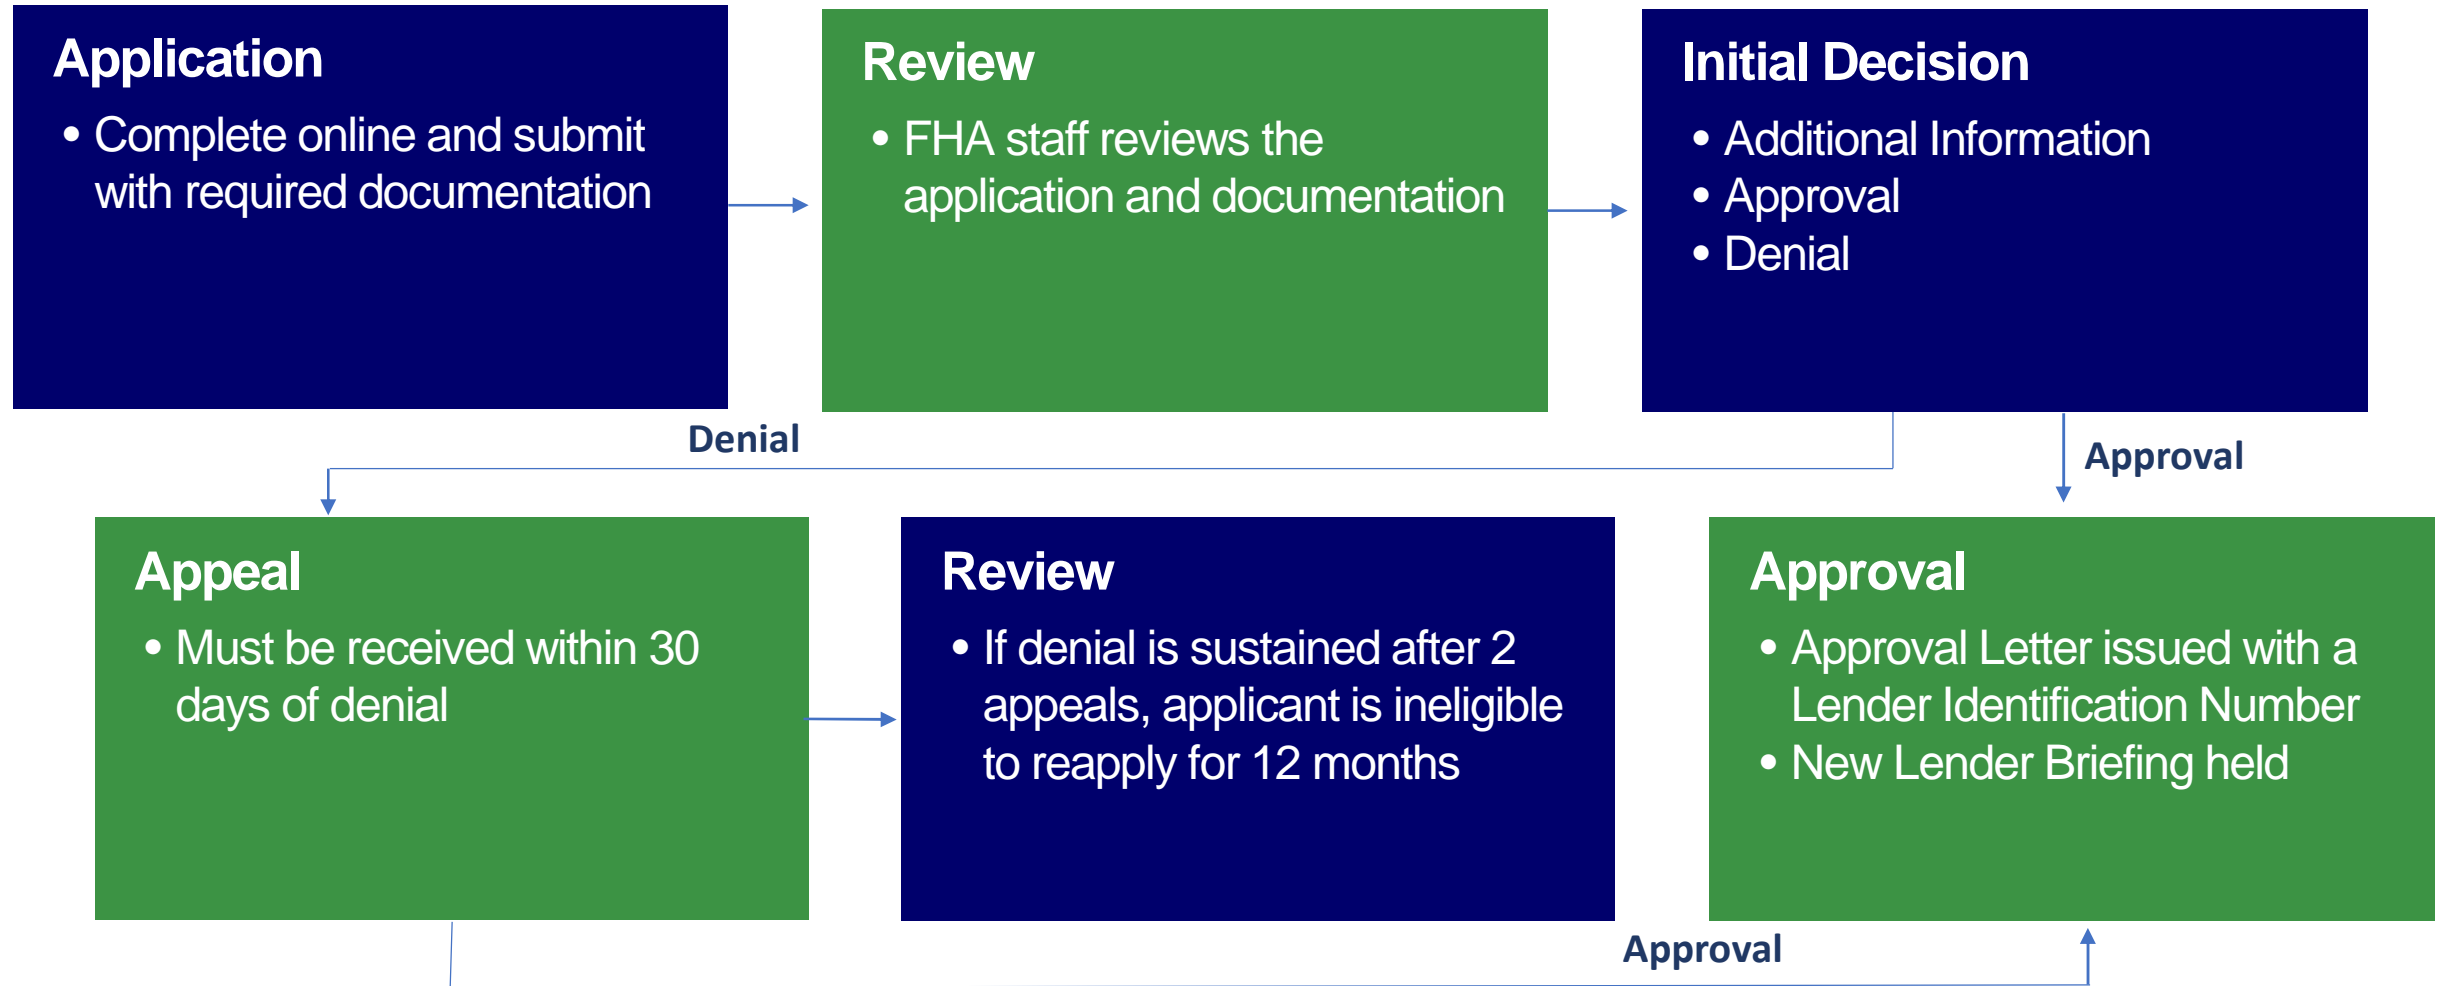 Application
• Complete online and submit
with required documentation
Review
• FHA staff reviews the
application and documentation
Initial Decision
• Additional Information
• Approval
• Denial
Denial
Approval
Appeal
• Must be received within 30
days of denial
Review
• If denial is sustained after 2
appeals, applicant is ineligible
to reapply for 12 months
Approval
• Approval Letter issued with a
Lender Identification Number
• New Lender Briefing held
Approval